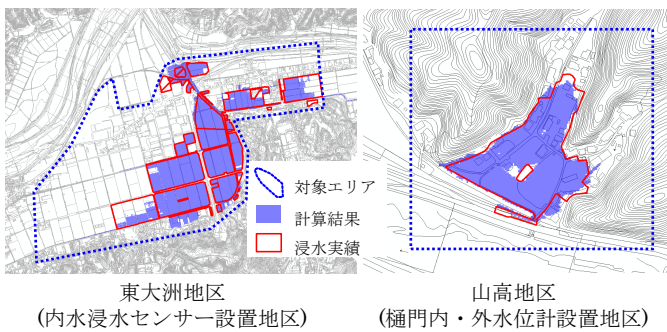 対象エリア
計算結果
浸水実績
東大洲地区
(内水浸水センサー設置地区)
山高地区
(樋門内・外水位計設置地区)